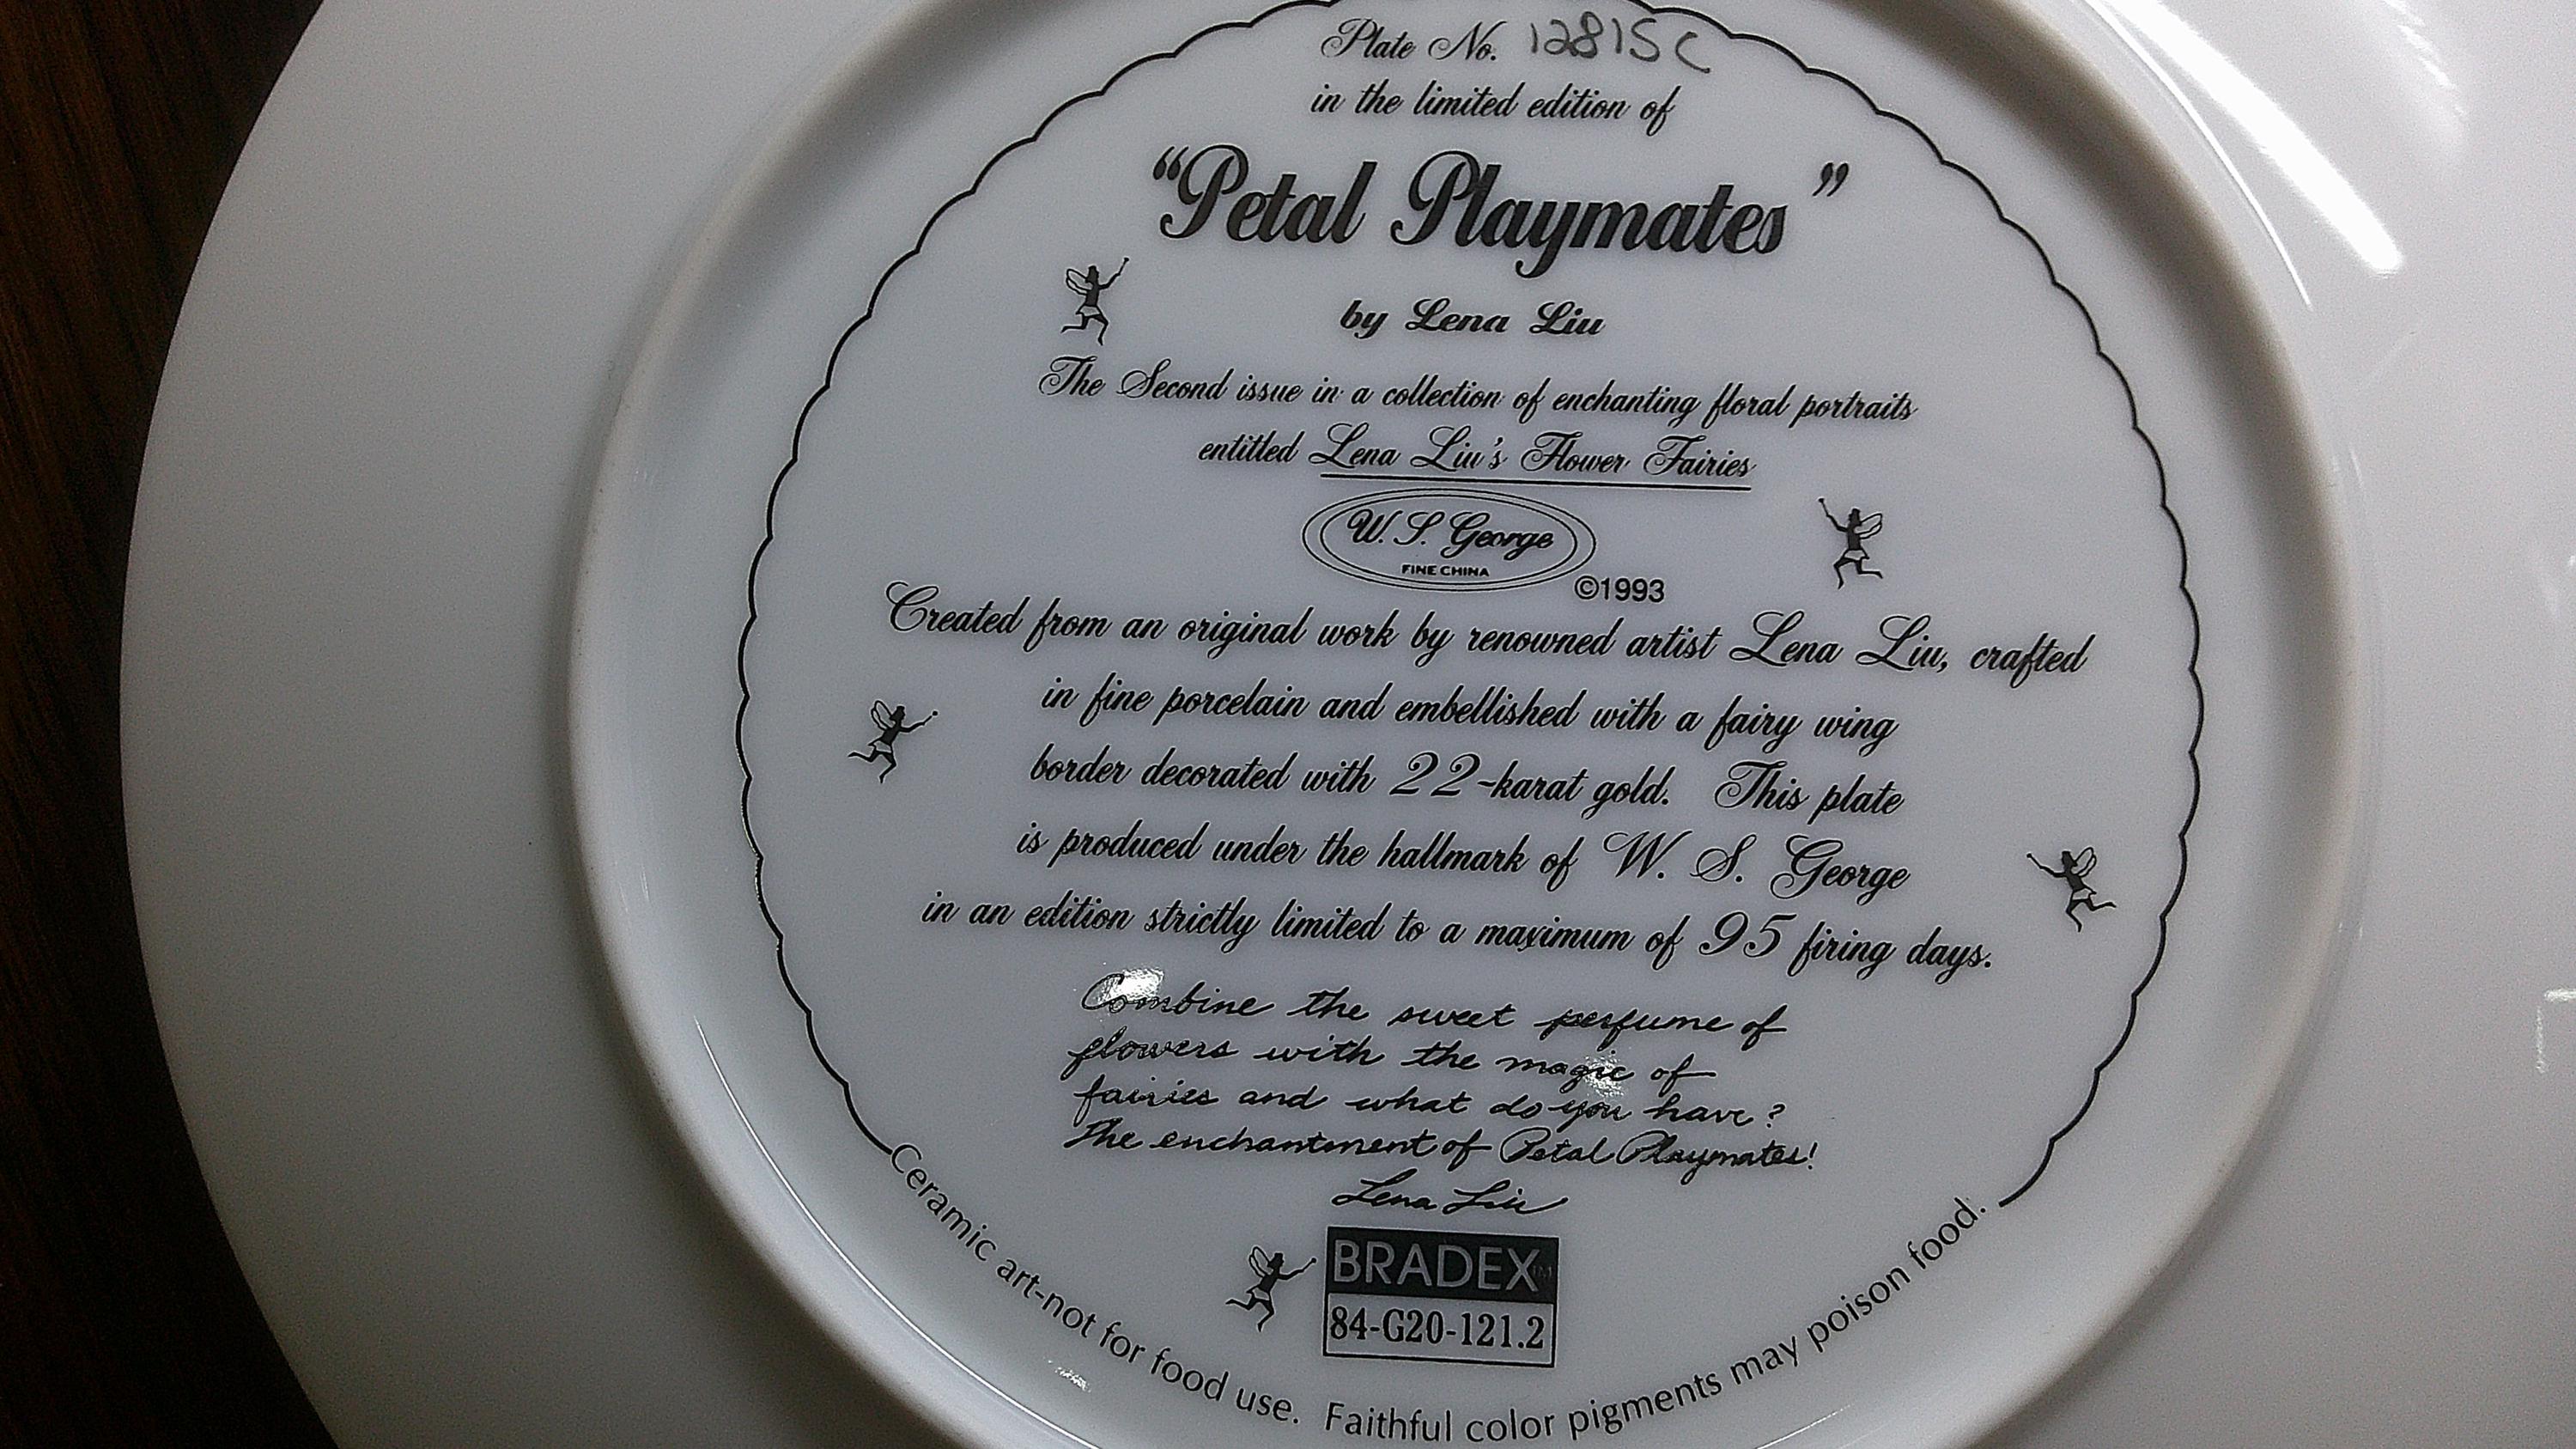 Plate No. 12815C
in the limited edition of
“Petal Playmates”
by Lena Liu
The Second issue in a collection of enchanting floral portraits
entitled Lena Liu's Flower Fairies
W. S. George
FINE CHINA
©1993
Created from an original work by renowned artist Lena Liu, crafted
in fine porcelain and embellished with a fairy wing
border decorated with 22-karat gold. This plate
is produced under the hallmark of W. S. George
in an edition strictly limited to a maximum of 95 firing days.
Combine the sweet perfume of
flowers with the magic of
fairies and what do you have?
The enchantment of Petal Playmates!
Lena Liu
BRADEX™
84-G20-121.2
Ceramic art-not for food use. Faithful color pigments may poison food.